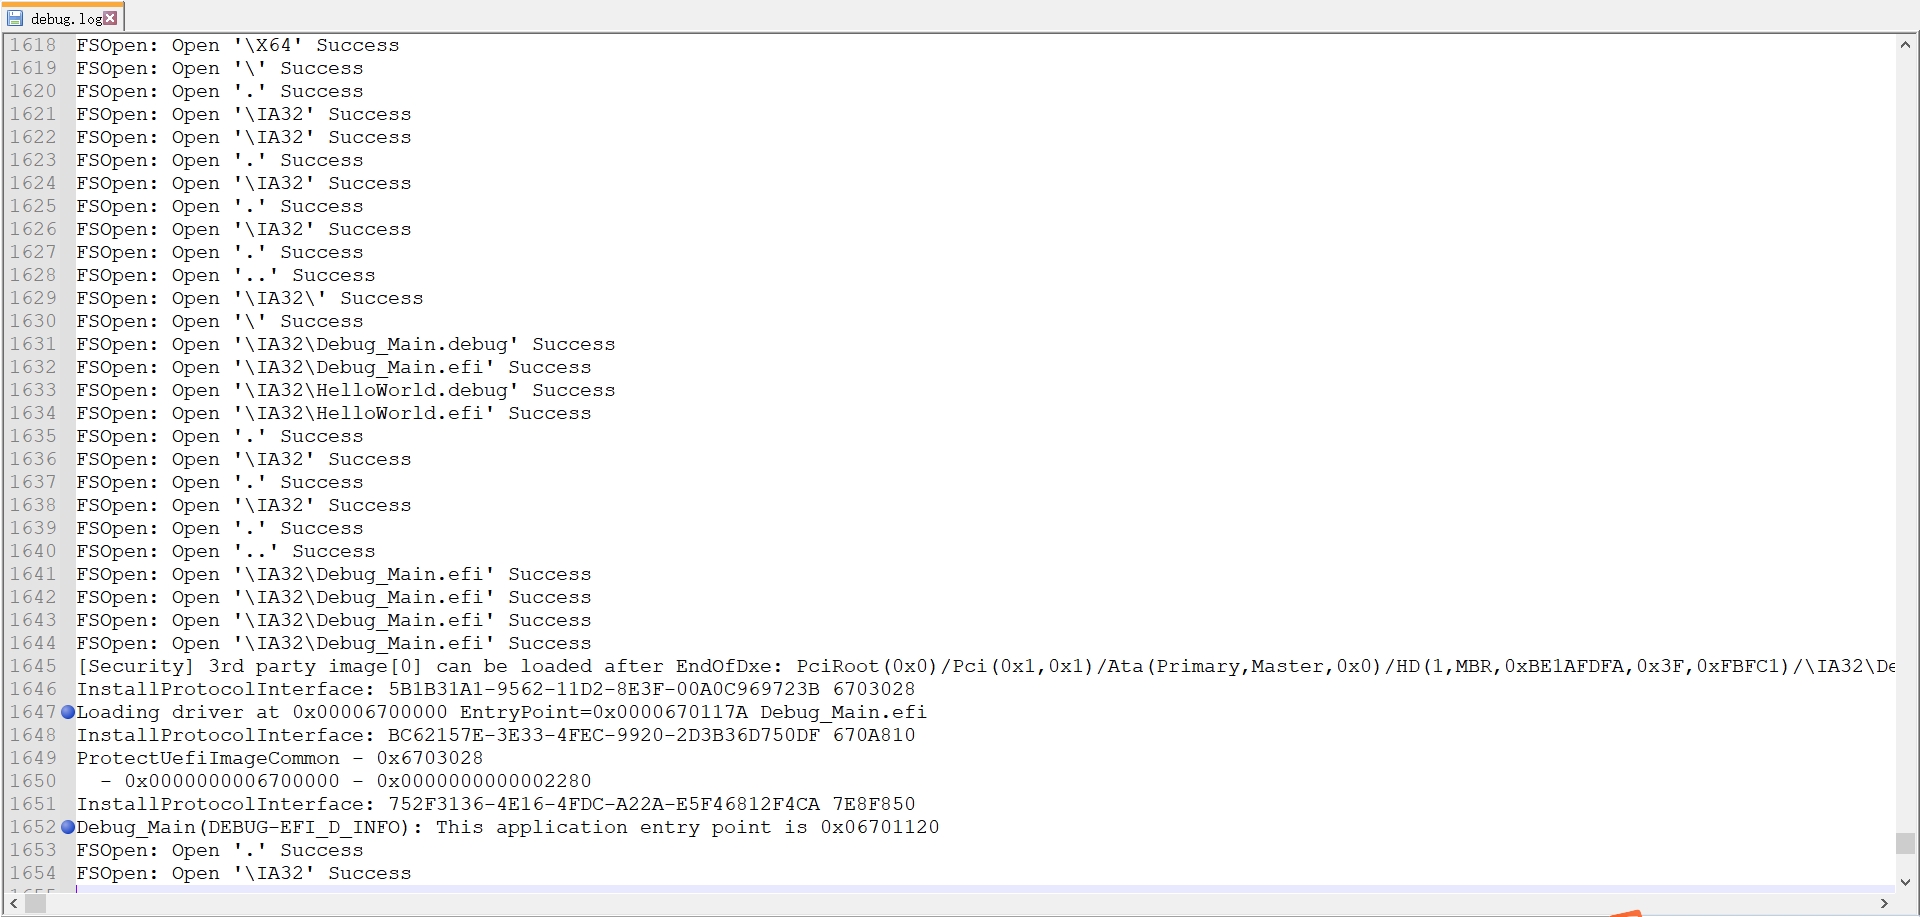 debug.log
1618 FSOpen: Open '\X64' Success
1619 FSOpen: Open '\' Success
1620 FSOpen: Open '.' Success
1621 FSOpen: Open '\IA32' Success
1622 FSOpen: Open '\IA32' Success
1623 FSOpen: Open '.' Success
1624 FSOpen: Open '\IA32' Success
1625 FSOpen: Open '.' Success
1626 FSOpen: Open '\IA32' Success
1627 FSOpen: Open '.' Success
1628 FSOpen: Open '..' Success
1629 FSOpen: Open '\IA32\' Success
1630 FSOpen: Open '\' Success
1631 FSOpen: Open '\IA32\Debug_Main.debug' Success
1632 FSOpen: Open '\IA32\Debug_Main.efi' Success
1633 FSOpen: Open '\IA32\HelloWorld.debug' Success
1634 FSOpen: Open '\IA32\HelloWorld.efi' Success
1635 FSOpen: Open '.' Success
1636 FSOpen: Open '\IA32' Success
1637 FSOpen: Open '.' Success
1638 FSOpen: Open '\IA32' Success
1639 FSOpen: Open '.' Success
1640 FSOpen: Open '..' Success
1641 FSOpen: Open '\IA32\Debug_Main.efi' Success
1642 FSOpen: Open '\IA32\Debug_Main.efi' Success
1643 FSOpen: Open '\IA32\Debug_Main.efi' Success
1644 FSOpen: Open '\IA32\Debug_Main.efi' Success
1645 [Security] 3rd party image[0] can be loaded after EndOfDxe: PciRoot(0x0)/Pci(0x1,0x1)/Ata(Primary,Master,0x0)/HD(1,MBR,0xBE1AFDFA,0x3F,0xFBFC1)/\IA32\De
1646 InstallProtocolInterface: 5B1B31A1-9562-11D2-8E3F-00A0C969723B 6703028
1647 Loading driver at 0x00006700000 EntryPoint=0x0000670117A Debug_Main.efi
1648 InstallProtocolInterface: BC62157E-3E33-4FEC-9920-2D3B36D750DF 670A810
1649 ProtectUefiImageCommon - 0x6703028
1650   - 0x0000000006700000 - 0x0000000000002280
1651 InstallProtocolInterface: 752F3136-4E16-4FDC-A22A-E5F46812F4CA 7E8F850
1652 Debug_Main(DEBUG-EFI_D_INFO): This application entry point is 0x06701120
1653 FSOpen: Open '.' Success
1654 FSOpen: Open '\IA32' Success
1655